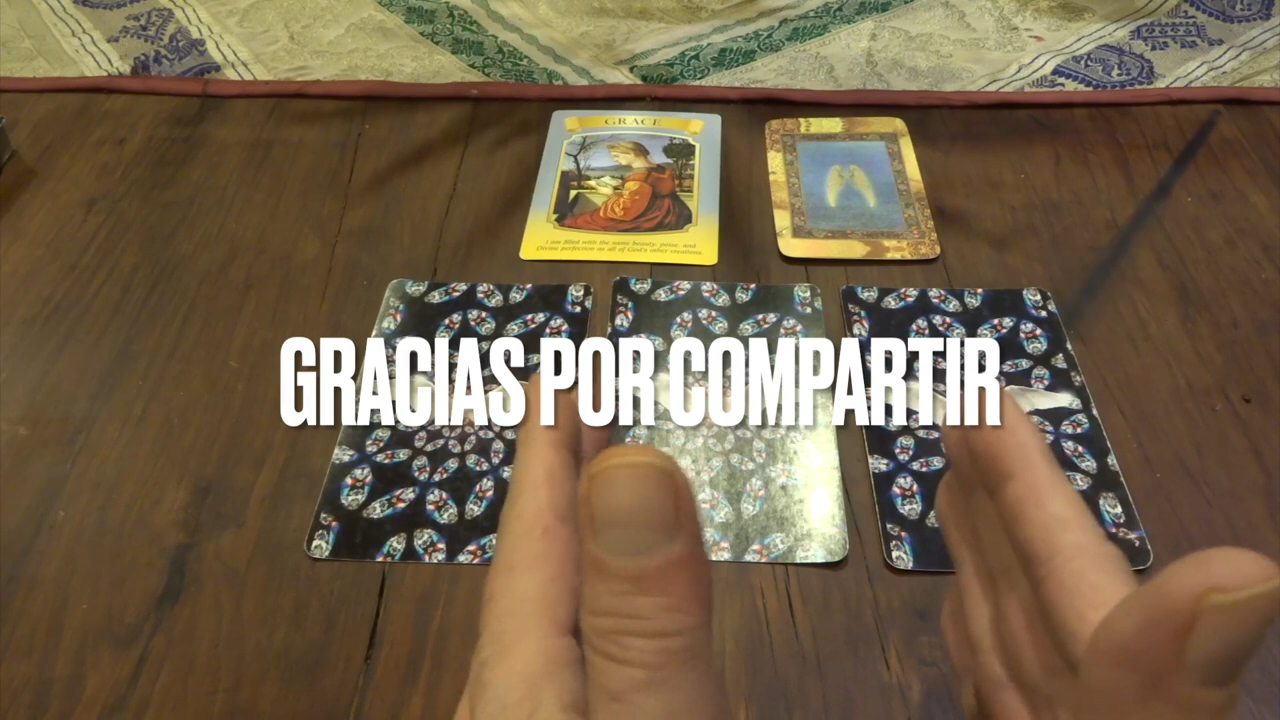 GRACE
I am filled with the same beauty, poise, and
Divine perfection as all of God's other creations.
GRACIAS POR COMPARTIR